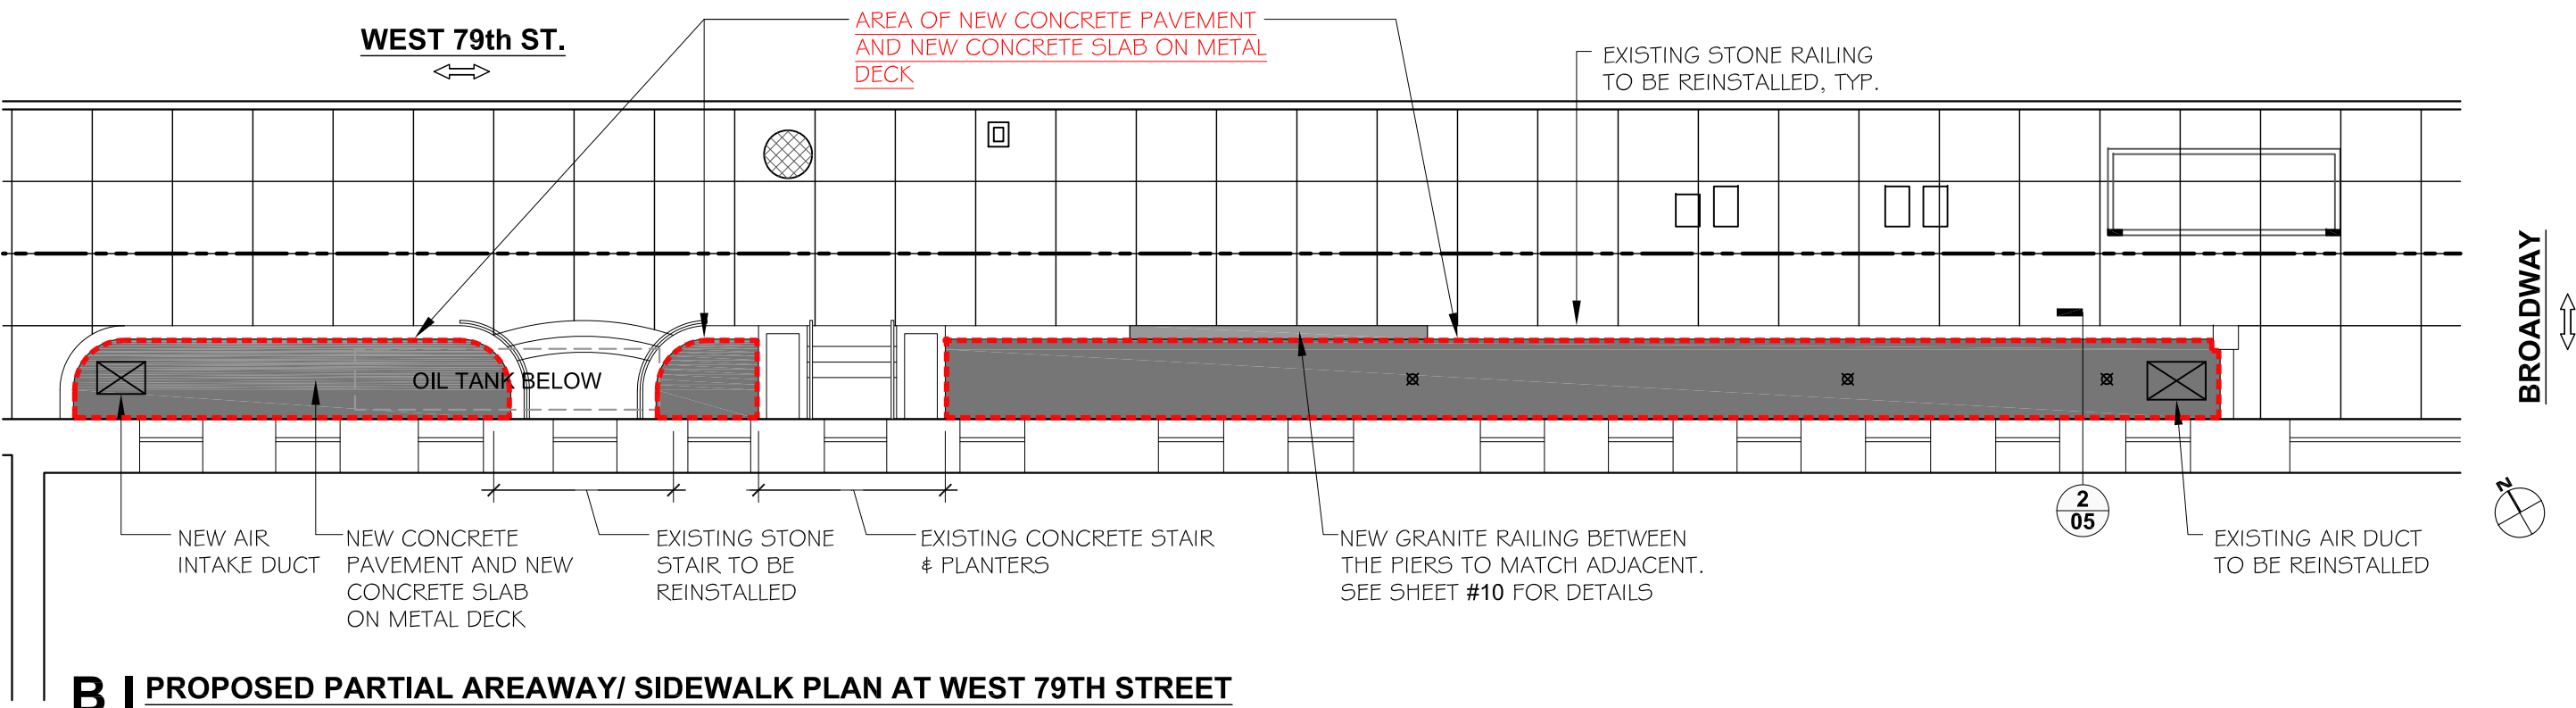 WEST 79th ST.
AREA OF NEW CONCRETE PAVEMENT
AND NEW CONCRETE SLAB ON METAL
DECK
EXISTING STONE RAILING
TO BE REINSTALLED, TYP.
BROADWAY
OIL TANK BELOW
N
2
05
NEW AIR
INTAKE DUCT
NEW CONCRETE
PAVEMENT AND NEW
CONCRETE SLAB
ON METAL DECK
EXISTING STONE
STAIR TO BE
REINSTALLED
EXISTING CONCRETE STAIR
& PLANTERS
NEW GRANITE RAILING BETWEEN
THE PIERS TO MATCH ADJACENT.
SEE SHEET #10 FOR DETAILS
EXISTING AIR DUCT
TO BE REINSTALLED
B PROPOSED PARTIAL AREAWAY/ SIDEWALK PLAN AT WEST 79TH STREET